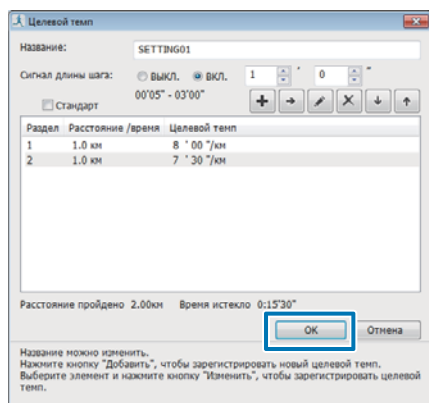 Целевой темп
Название: SETTING01
Сигнал длины шага: ВЫКЛ. ВКЛ. 1 ' 0 "
Стандарт 00'05" - 03'00"
Раздел Расстояние /время Целевой темп
1 1.0 км 8 ' 00 "/км
2 1.0 км 7 ' 30 "/км
Расстояние пройдено 2.00км Время истекло 0:15'30"
ОК Отмена
Название можно изменить.
Нажмите кнопку "Добавить", чтобы зарегистрировать новый целевой темп.
Выберите элемент и нажмите кнопку "Изменить", чтобы зарегистрировать целевой
темп.